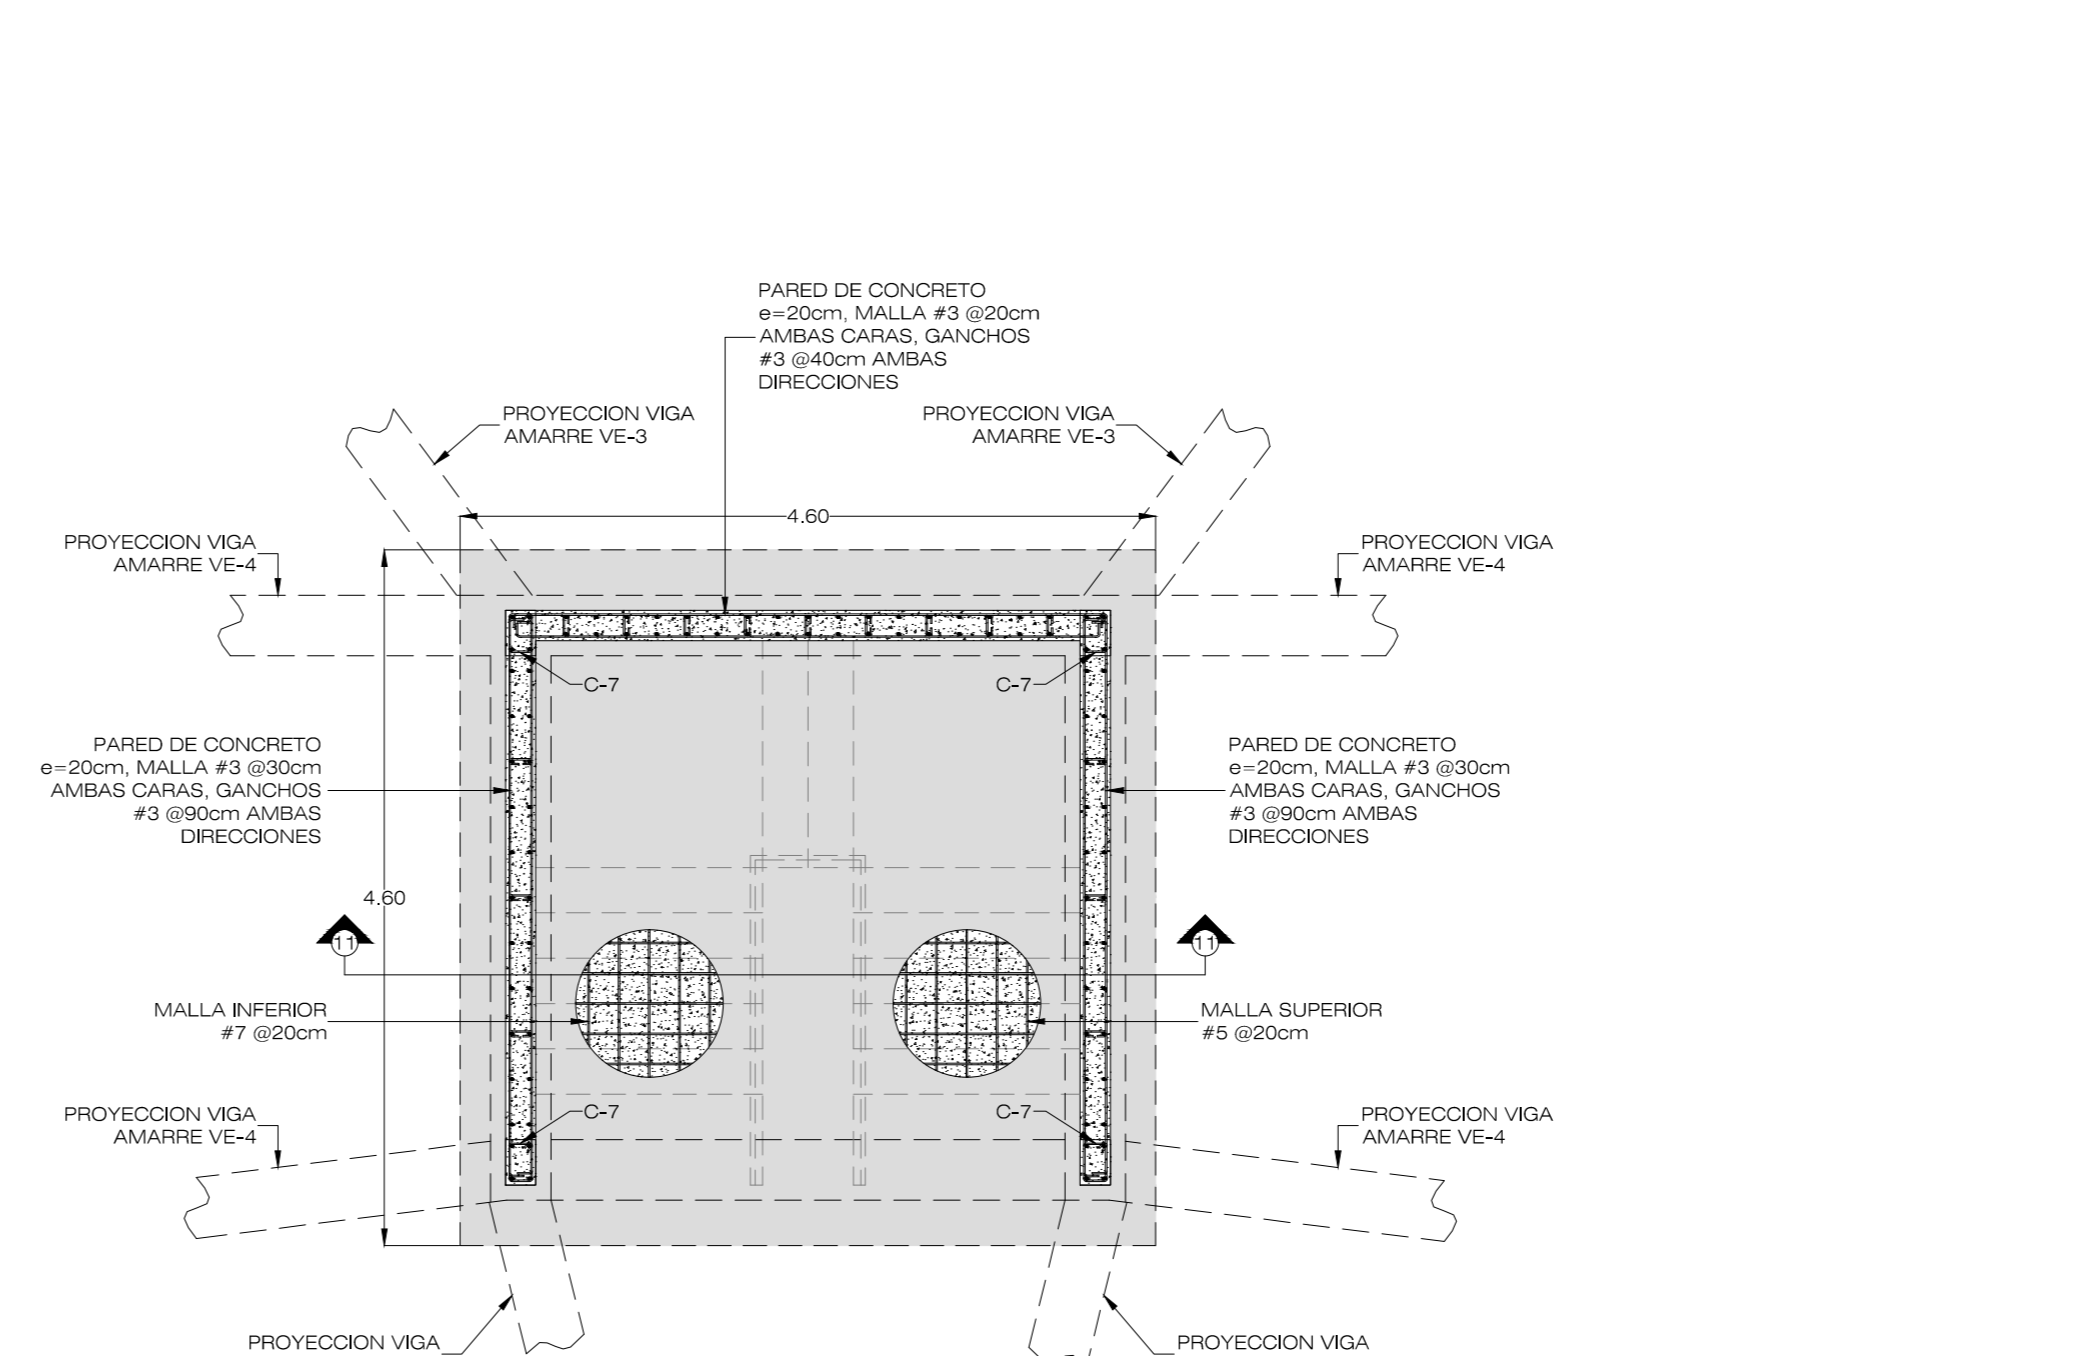 PARED DE CONCRETO
e=20cm, MALLA #3 @20cm
AMBAS CARAS, GANCHOS
#3 @40cm AMBAS
DIRECCIONES
PROYECCION VIGA
AMARRE VE-3
PROYECCION VIGA
AMARRE VE-3
4.60
PROYECCION VIGA
AMARRE VE-4
PROYECCION VIGA
AMARRE VE-4
C-7
C-7
PARED DE CONCRETO
e=20cm, MALLA #3 @30cm
AMBAS CARAS, GANCHOS
#3 @90cm AMBAS
DIRECCIONES
PARED DE CONCRETO
e=20cm, MALLA #3 @30cm
AMBAS CARAS, GANCHOS
#3 @90cm AMBAS
DIRECCIONES
4.60
11
11
MALLA INFERIOR
#7 @20cm
MALLA SUPERIOR
#5 @20cm
PROYECCION VIGA
AMARRE VE-4
C-7
C-7
PROYECCION VIGA
AMARRE VE-4
PROYECCION VIGA
PROYECCION VIGA